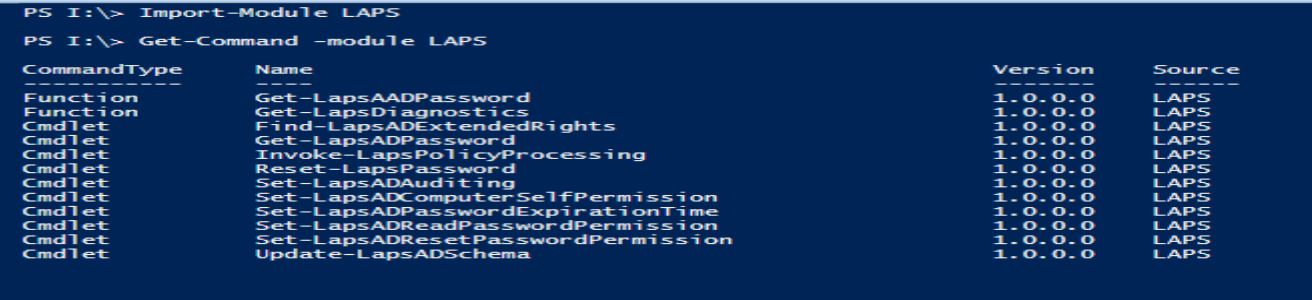 PS I:\> Import-Module LAPS
PS I:\> Get-Command -module LAPS
CommandType Name Version Source
----------- ---- ------- ------
Function Get-LapsAADPassword 1.0.0.0 LAPS
Function Get-LapsDiagnostics 1.0.0.0 LAPS
Cmdlet Find-LapsADExtendedRights 1.0.0.0 LAPS
Cmdlet Get-LapsADPassword 1.0.0.0 LAPS
Cmdlet Invoke-LapsPolicyProcessing 1.0.0.0 LAPS
Cmdlet Reset-LapsPassword 1.0.0.0 LAPS
Cmdlet Set-LapsADAuditing 1.0.0.0 LAPS
Cmdlet Set-LapsADComputerSelfPermission 1.0.0.0 LAPS
Cmdlet Set-LapsADPasswordExpirationTime 1.0.0.0 LAPS
Cmdlet Set-LapsADReadPasswordPermission 1.0.0.0 LAPS
Cmdlet Set-LapsADResetPasswordPermission 1.0.0.0 LAPS
Cmdlet Update-LapsADSchema 1.0.0.0 LAPS